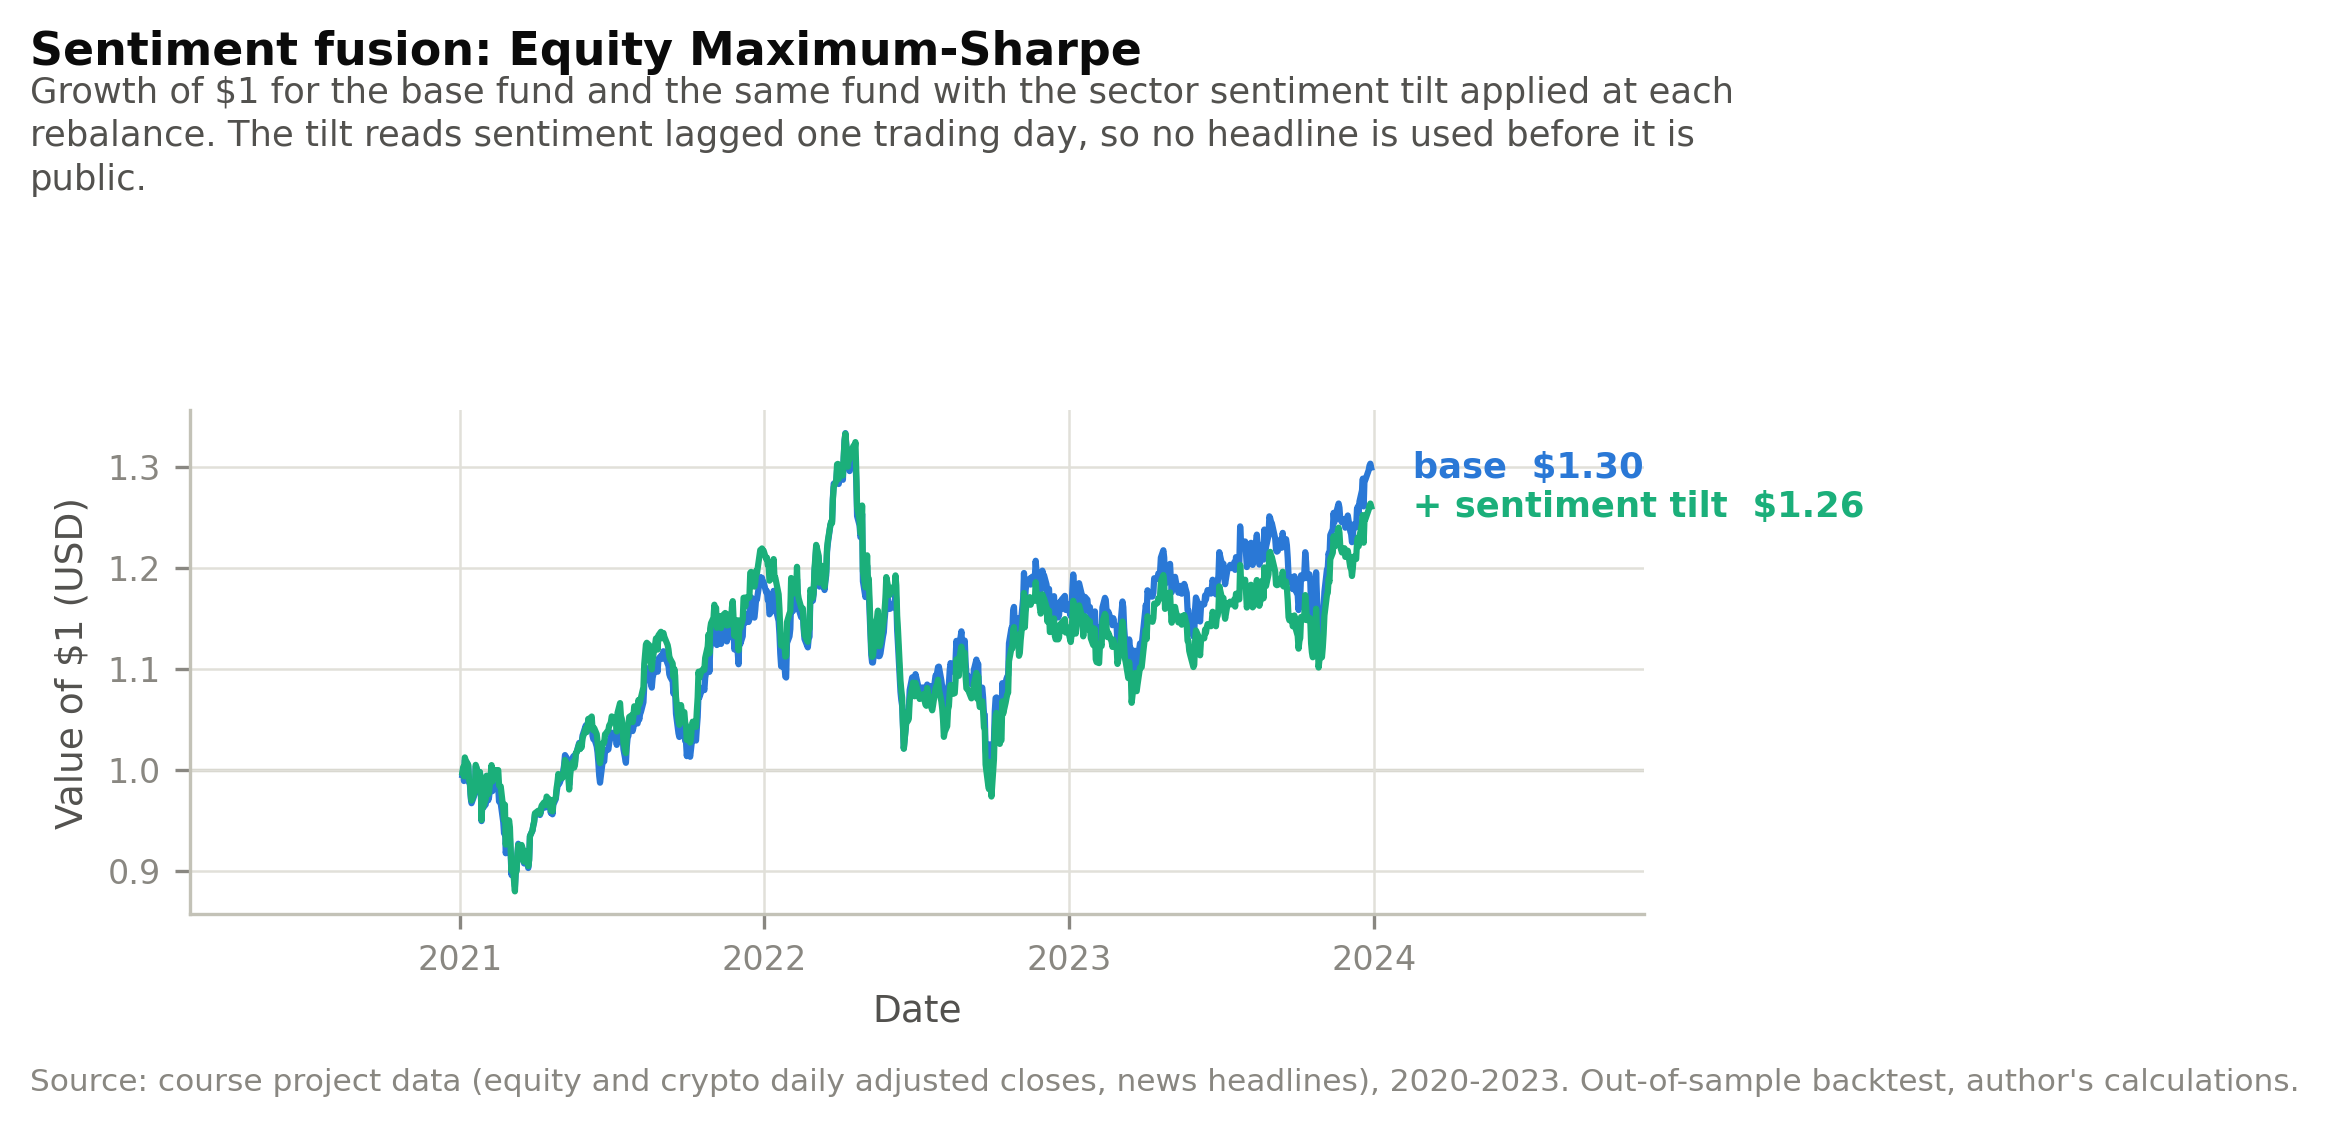 Sentiment fusion: Equity Maximum-Sharpe
Growth of $1 for the base fund and the same fund with the sector sentiment tilt applied at each
rebalance. The tilt reads sentiment lagged one trading day, so no headline is used before it is
public.
1.3
1.2
1.1
1.0
0.9
Value of $1 (USD)
base  $1.30
+ sentiment tilt  $1.26
2021
2022
2023
2024
Date
Source: course project data (equity and crypto daily adjusted closes, news headlines), 2020-2023. Out-of-sample backtest, author's calculations.